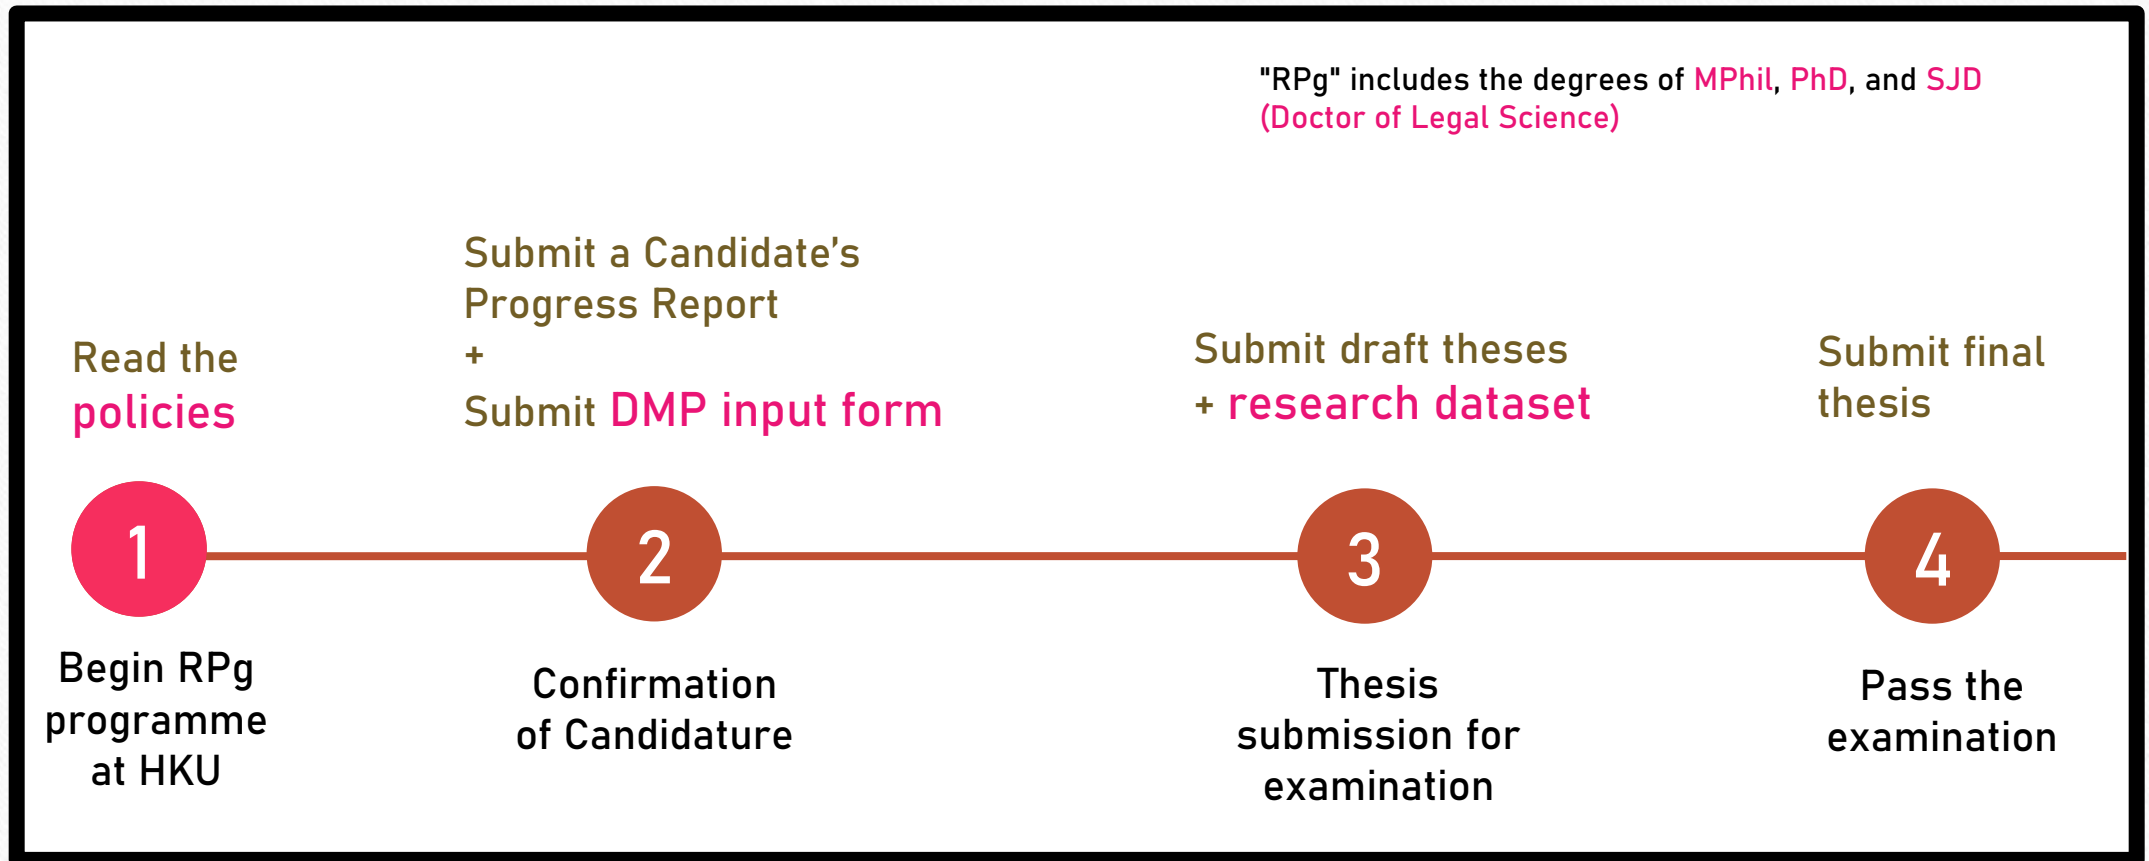 "RPg" includes the degrees of MPhil, PhD, and SJD
(Doctor of Legal Science)
Read the
policies
Submit a Candidate's
Progress Report
+
Submit DMP input form
Submit draft theses
+ research dataset
Submit final
thesis
1
2
3
4
Begin RPg
programme
at HKU
Confirmation
of Candidature
Thesis
submission for
examination
Pass the
examination